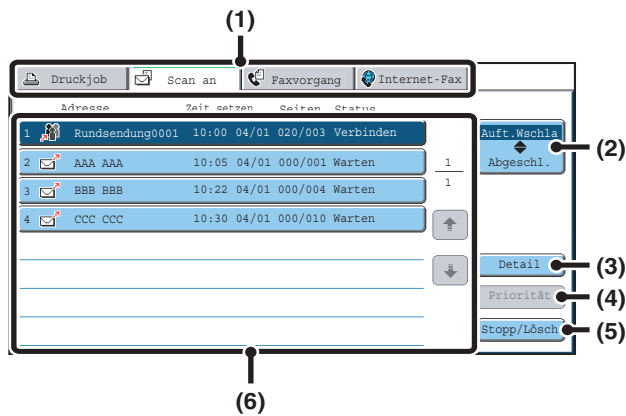 (1)
Druckjob Scan an Faxvorgang Internet-Fax
Adresse Zeit setzen Seiten Status
1 Rundsendung0001 10:00 04/01 020/003 Verbinden
2 AAA AAA 10:05 04/01 000/001 Warten
3 BBB BBB 10:22 04/01 000/004 Warten
4 CCC CCC 10:30 04/01 000/010 Warten
1
1
Auft.Wschla
Abgeschl.
(2)
Detail
(3)
Priorität
(4)
Stopp/Lösch
(5)
(6)